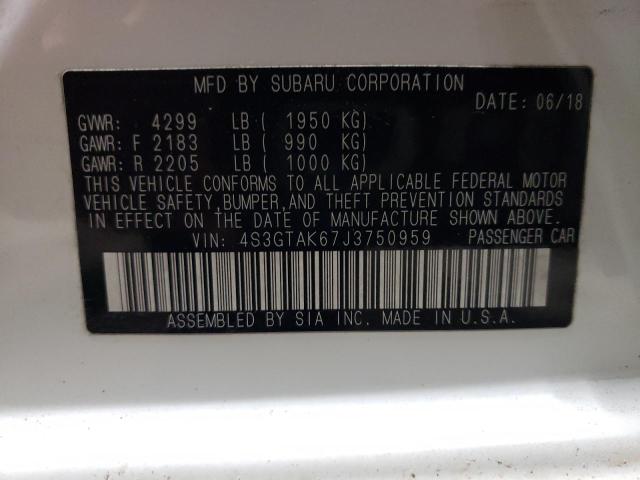 MFD BY SUBARU CORPORATION
DATE: 06/18
GVWR: 4299 LB ( 1950 KG)
GAWR: F 2183 LB ( 990 KG)
GAWR: R 2205 LB ( 1000 KG)
THIS VEHICLE CONFORMS TO ALL APPLICABLE FEDERAL MOTOR
VEHICLE SAFETY, BUMPER, AND THEFT PREVENTION STANDARDS
IN EFFECT ON THE DATE OF MANUFACTURE SHOWN ABOVE.
VIN: 4S3GTAK67J3750959 PASSENGER CAR
ASSEMBLED BY SIA INC. MADE IN U.S.A.